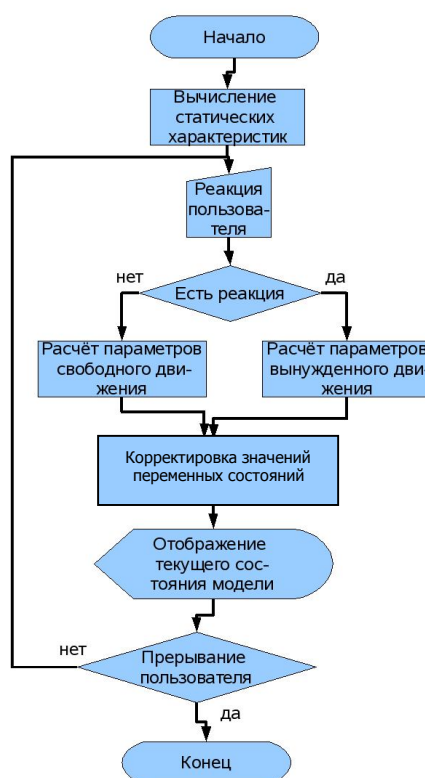 Начало
Вычисление
статических
характеристик
Реакция
пользова-
теля
нет
да
Есть реакция
Расчёт параметров
свободного дви-
жения
Расчёт параметров
вынужденного дви-
жения
Корректировка значений
переменных состояний
Отображение
текущего сос-
тояния модели
нет
Прерывание
пользователя
да
Конец